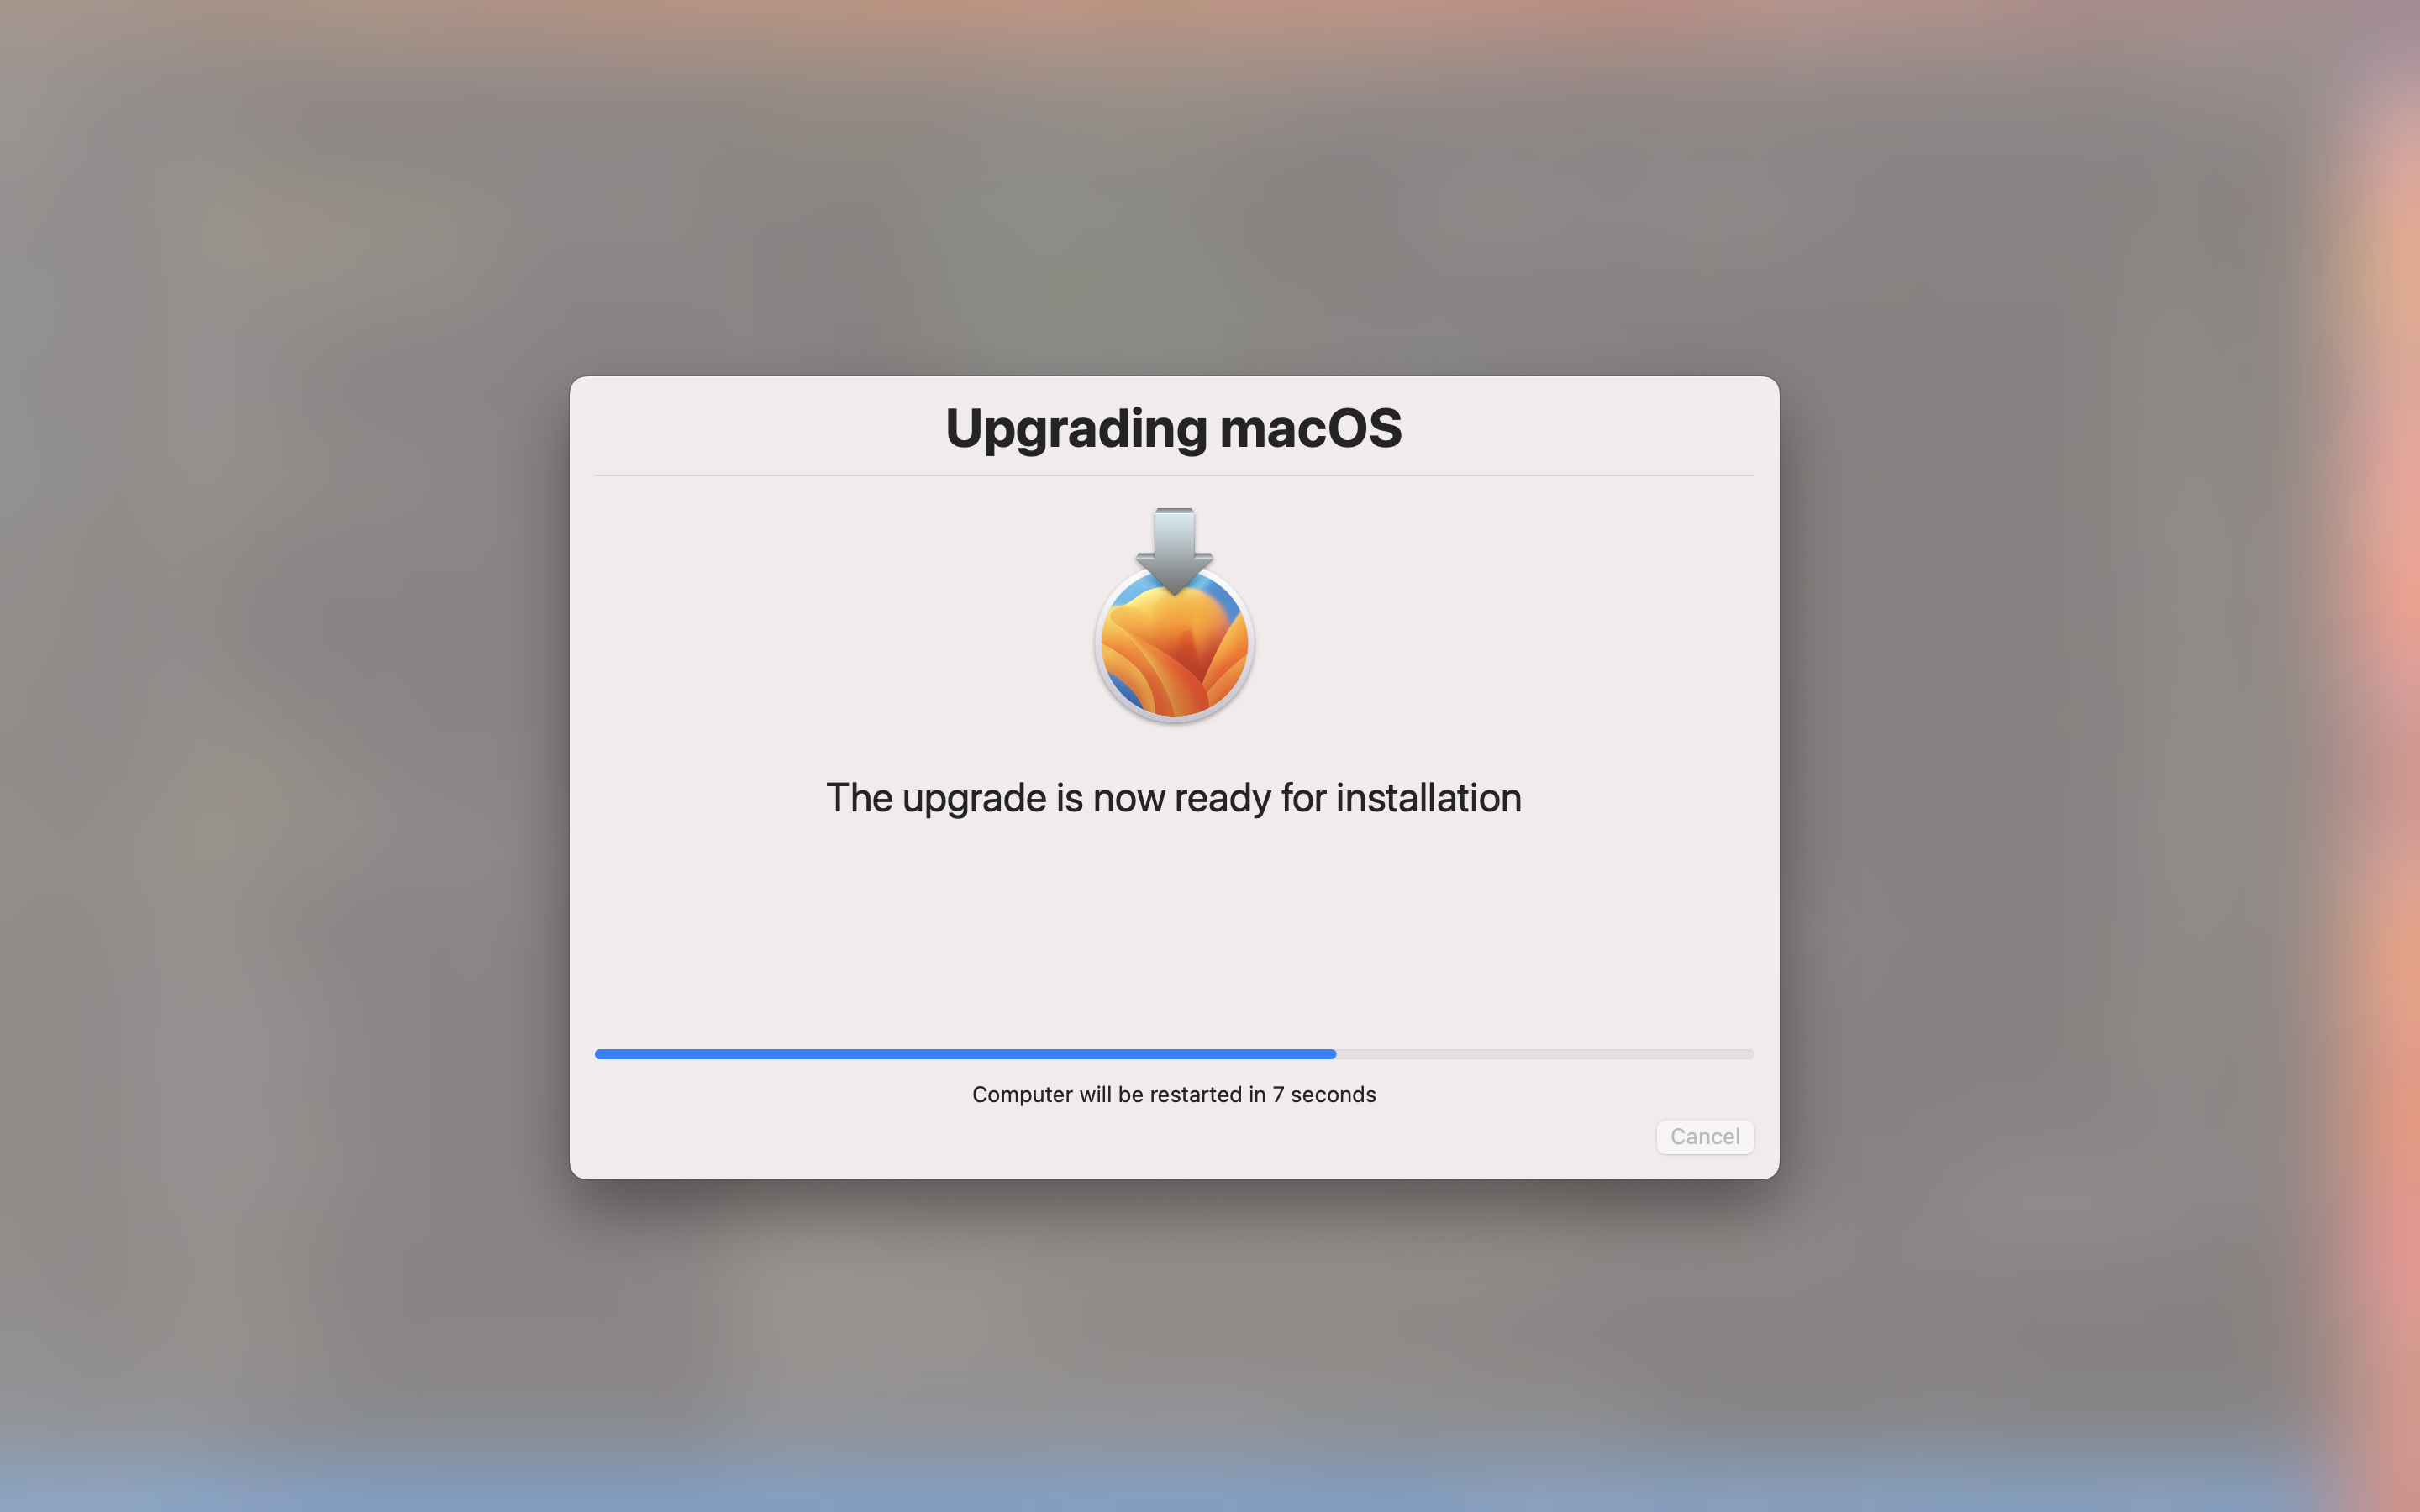 Upgrading macOS
The upgrade is now ready for installation
Computer will be restarted in 7 seconds
Cancel